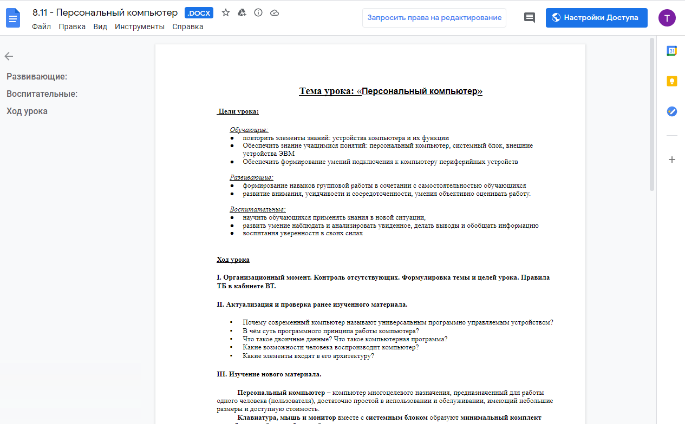 8.11 - Персональный компьютер .DOCX
Файл Правка Вид Инструменты Справка
Запросить права на редактирование
Настройки Доступа
T
Развивающие:
Воспитательные:
Ход урока
Тема урока: «Персональный компьютер»
Цели урока:
Обучающие:
● повторить элементы знаний: устройства компьютера и их функции
● Обеспечить знание учащимися понятий: персональный компьютер, системный блок, внешние
устройства ЭВМ
● Обеспечить формирование умений подключения к компьютеру периферийных устройств
Развивающие:
● формирование навыков групповой работы в сочетании с самостоятельностью обучающихся
● развитие внимания, усидчивости и сосредоточенности, умения объективно оценивать работу.
Воспитательные:
● научить обучающихся применять знания в новой ситуации,
● развить умение наблюдать и анализировать увиденное, делать выводы и обобщать информацию
● воспитания уверенности в своих силах
Ход урока
I. Организационный момент. Контроль отсутствующих. Формулировка темы и целей урока. Правила
ТБ в кабинете ВТ.
II. Актуализация и проверка ранее изученного материала.
• Почему современный компьютер называют универсальным программно управляемым устройством?
• В чём суть программного принципа работы компьютера?
• Что такое двоичные данные? Что такое компьютерная программа?
• Какие возможности человека воспроизводит компьютер?
• Какие элементы входят в его архитектуру?
III. Изучение нового материала.
Персональный компьютер – компьютер многоцелевого назначения, предназначенный для работы
одного человека (пользователя), достаточно простой в использовании и обслуживании, имеющий небольшие
размеры и доступную стоимость.
Клавиатура, мышь и монитор вместе с системным блоком образуют минимальный комплект